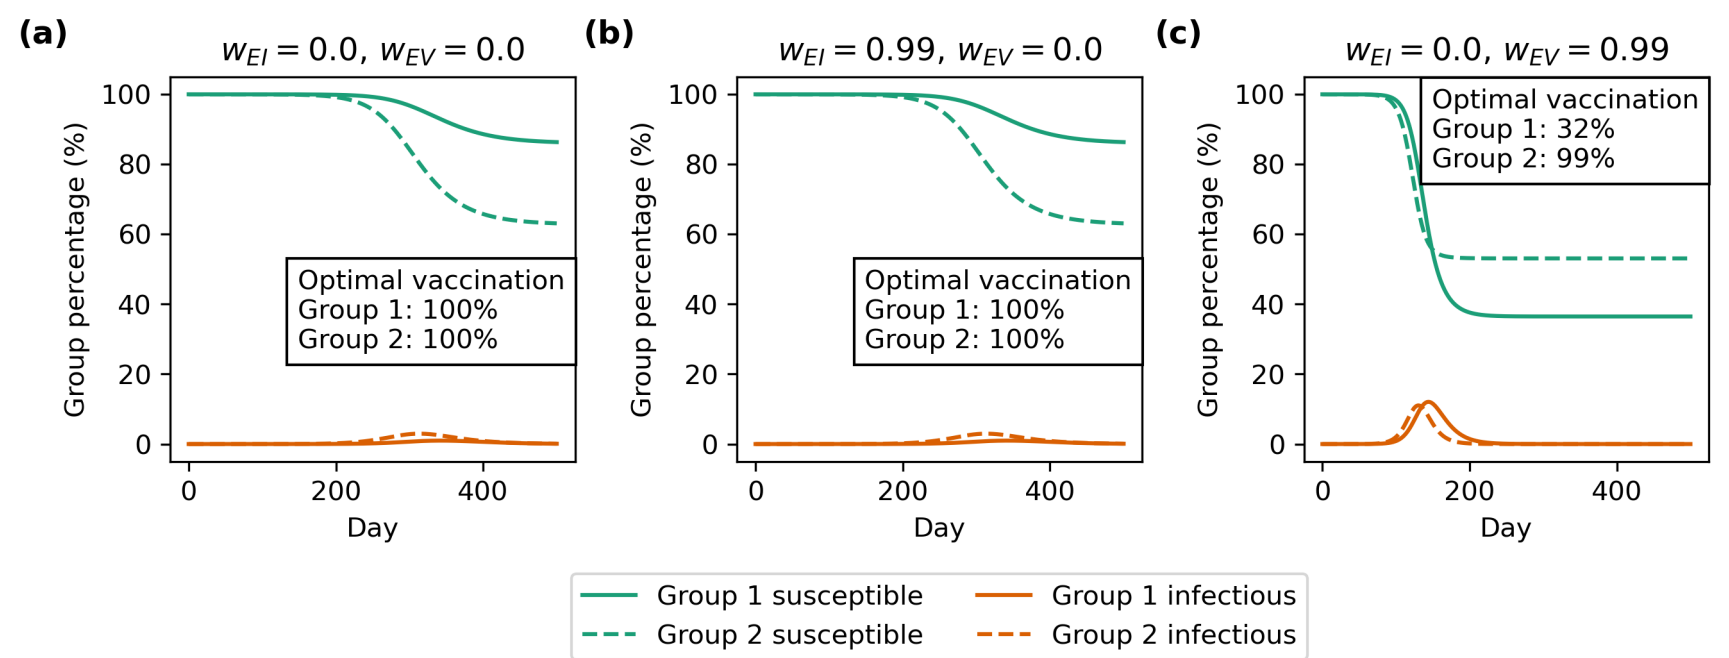 (a)
w_EI = 0.0, w_EV = 0.0
100
80
60
40
20
0
Group percentage (%)
Optimal vaccination
Group 1: 100%
Group 2: 100%
0 200 400
Day
(b)
w_EI = 0.99, w_EV = 0.0
100
80
60
40
20
0
Group percentage (%)
Optimal vaccination
Group 1: 100%
Group 2: 100%
0 200 400
Day
(c)
w_EI = 0.0, w_EV = 0.99
100
80
60
40
20
0
Group percentage (%)
Optimal vaccination
Group 1: 32%
Group 2: 99%
0 200 400
Day
Group 1 susceptible
Group 2 susceptible
Group 1 infectious
Group 2 infectious